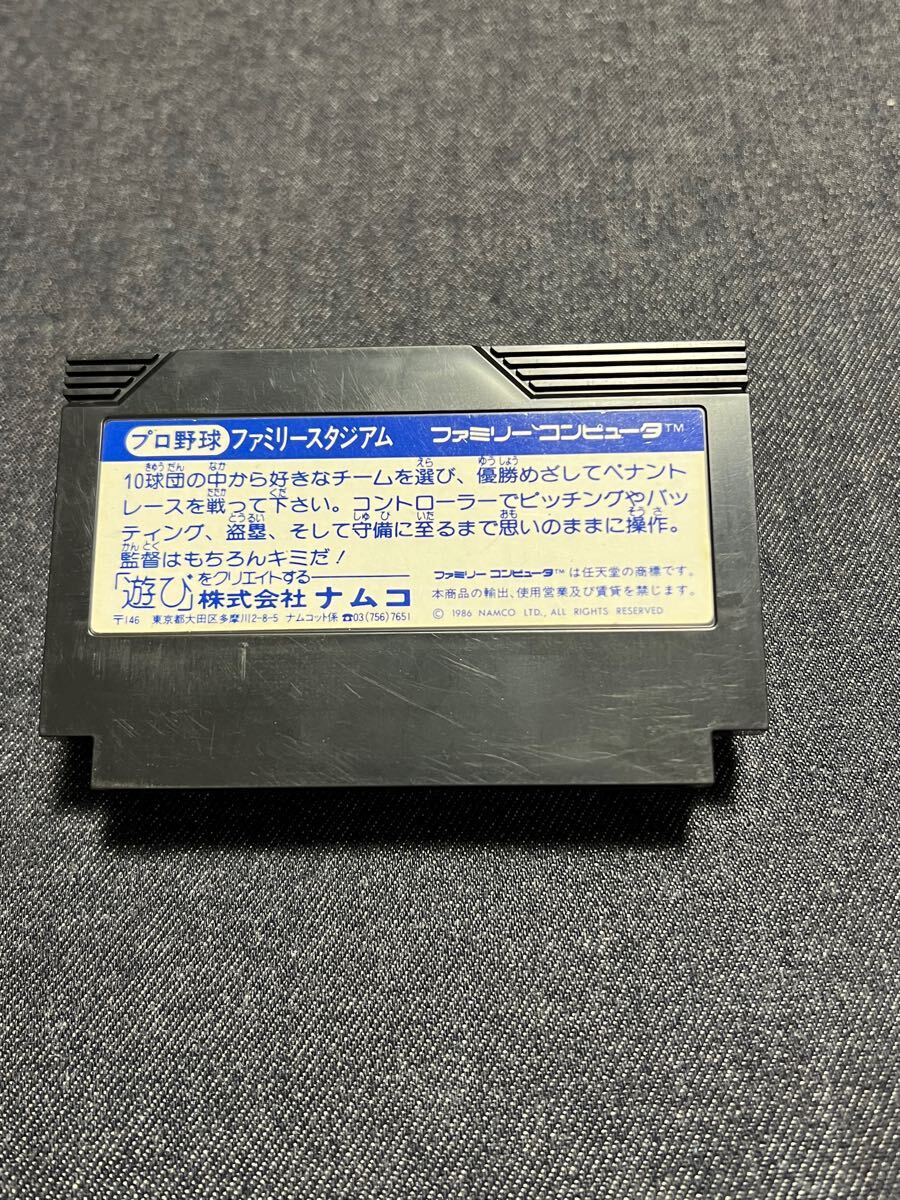 プロ野球 ファミリースタジアム ファミリーコンピュータ™
10球団の中から好きなチームを選び、優勝めざしてペナント
レースを戦って下さい。コントローラーでピッチングやバッ
ティング、盗塁、そして守備に至るまで思いのままに操作。
監督はもちろんキミだ！
「遊び」をクリエイトする
株式会社 ナムコ
〒146 東京都大田区多摩川2-8-5 ナムコット係 ☎03(756)7651
ファミリーコンピュータ™は任天堂の商標です。
本商品の輸出、使用営業及び賃貸を禁じます。
© 1986 NAMCO LTD., ALL RIGHTS RESERVED